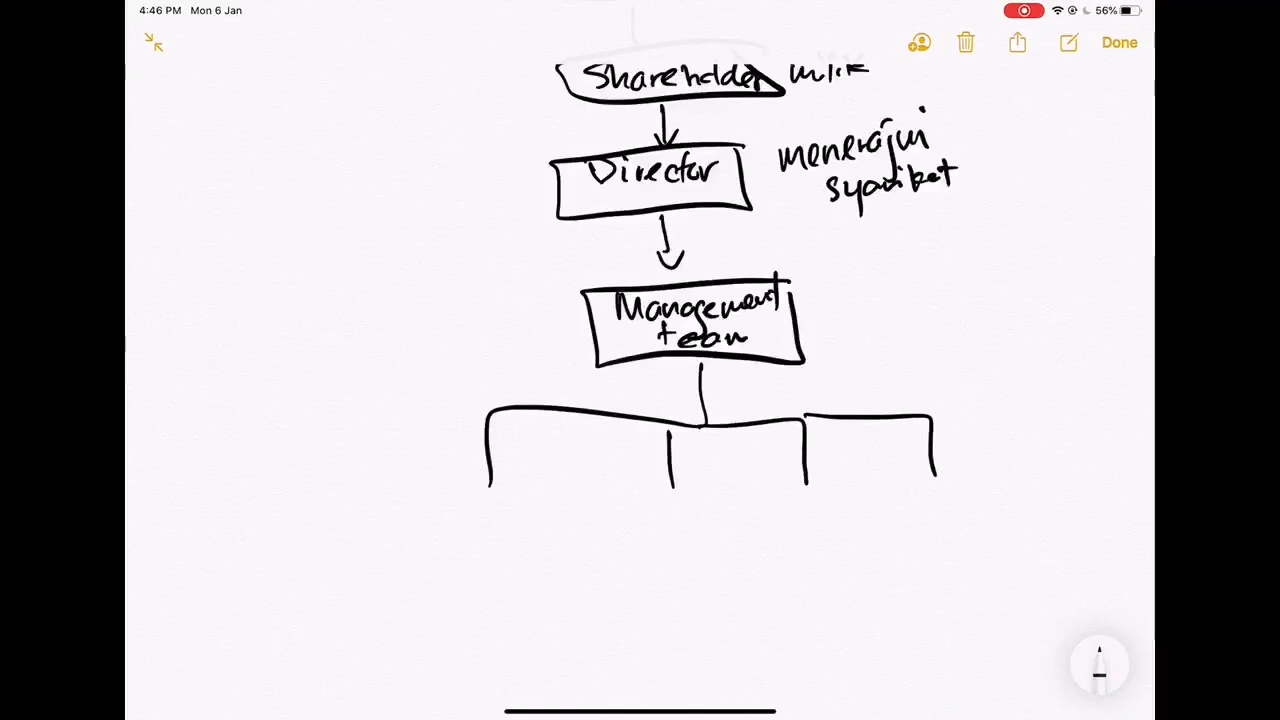 4:46 PM Mon 6 Jan
56%
Done
Shareholder milik
Director
menerajui
syarikat
Management
team